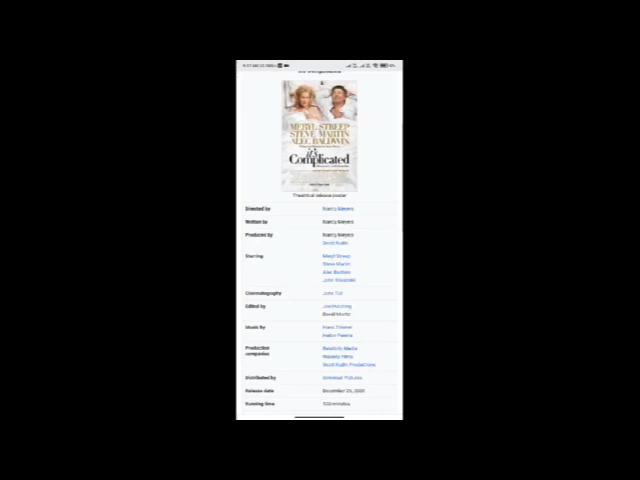 MERYL STREEP
STEVE MARTIN
ALEC BALDWIN
it's
Complicated
Theatrical release poster
Directed by Nancy Meyers
Written by Nancy Meyers
Produced by Nancy Meyers
Scott Rudin
Starring Meryl Streep
Steve Martin
Alec Baldwin
John Krasinski
Cinematography John Toll
Edited by Joe Hutshing
David Moritz
Music by Hans Zimmer
Heitor Pereira
Production
companies
Relativity Media
Waverly Films
Scott Rudin Productions
Distributed by Universal Pictures
Release date December 25, 2009
Running time
minutes